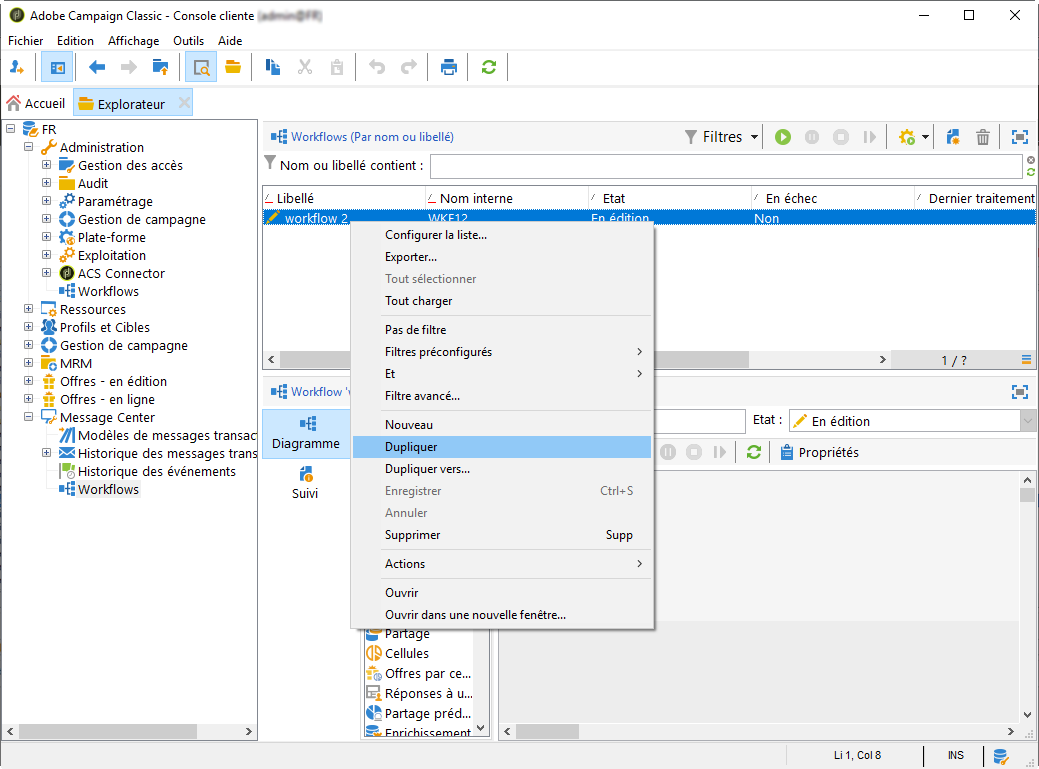 Adobe Campaign Classic - Console cliente
Fichier Edition Affichage Outils Aide
Accueil Explorateur
FR
Administration
Gestion des accès
Audit
Paramétrage
Gestion de campagne
Plate-forme
Exploitation
ACS Connector
Workflows
Ressources
Profils et Cibles
Gestion de campagne
MRM
Offres - en édition
Offres - en ligne
Message Center
Modèles de messages transac
Historique des messages trans
Historique des événements
Workflows
Workflows (Par nom ou libellé)
Filtres
Nom ou libellé contient :
Libellé Nom interne Etat En échec Dernier traitement
workflow 2 WKF12 En édition Non
1 / ?
Configurer la liste...
Exporter...
Tout sélectionner
Tout charger
Pas de filtre
Filtres préconfigurés
Et
Filtre avancé...
Nouveau
Dupliquer
Dupliquer vers...
Enregistrer Ctrl+S
Annuler
Supprimer Supp
Actions
Ouvrir
Ouvrir dans une nouvelle fenêtre...
Workflow
Diagramme
Suivi
Etat : En édition
Propriétés
Partage
Cellules
Offres par ce...
Réponses à u...
Partage préd...
Enrichissement
Li 1, Col 8 INS